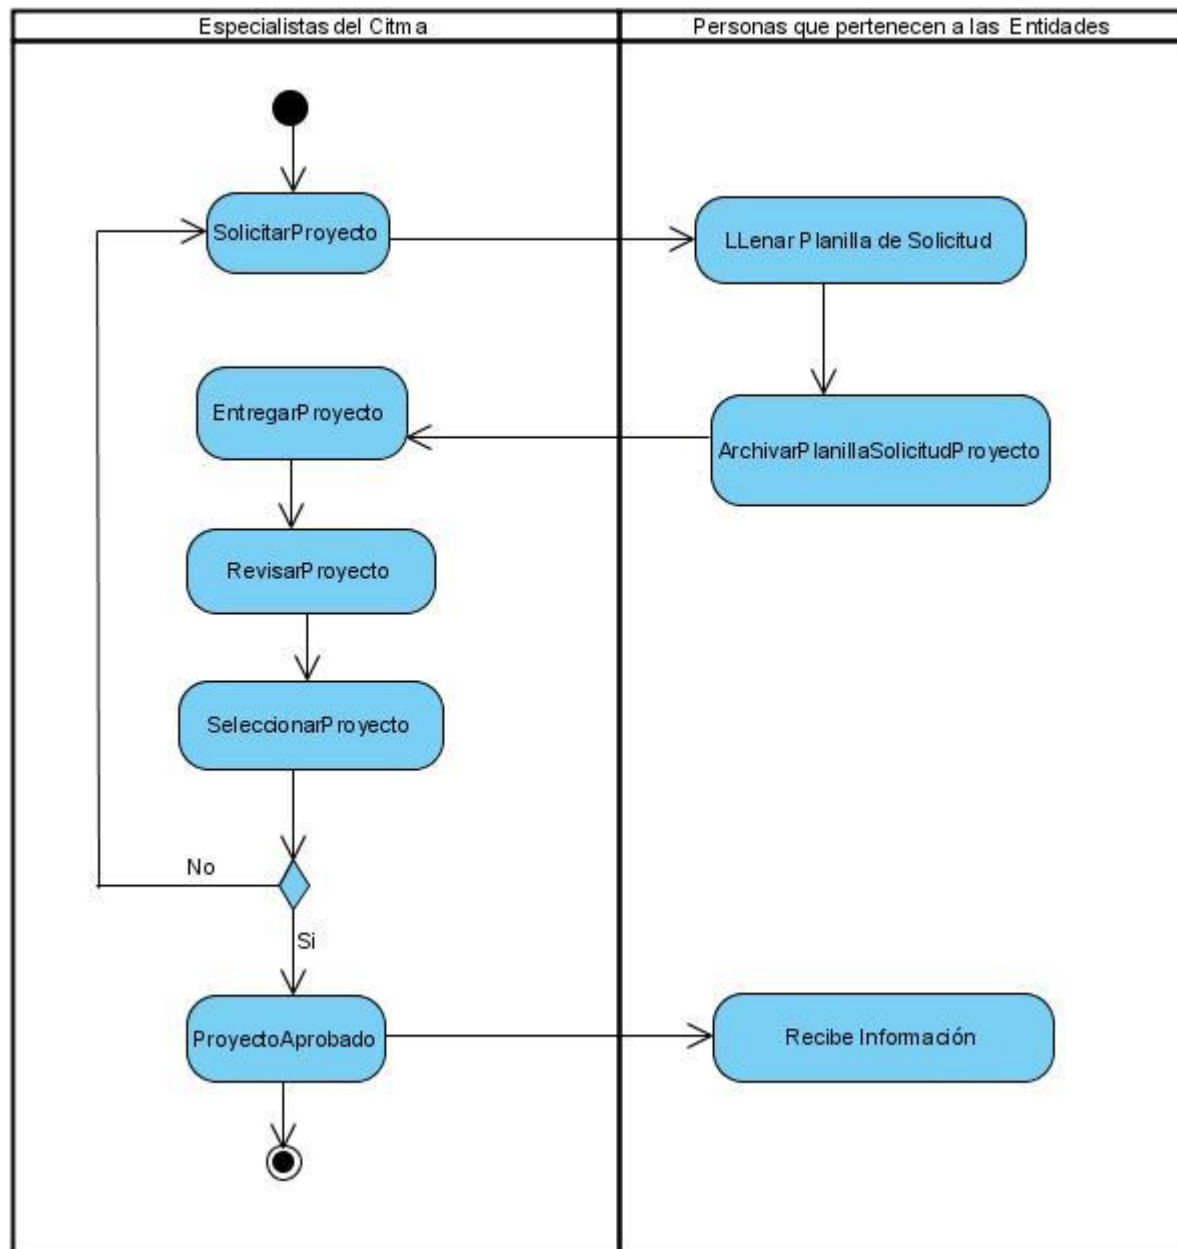 Especialistas del Citma
Personas que pertenecen a las Entidades
SolicitarProyecto
LLenar Planilla de Solicitud
EntregarProyecto
ArchivarPlanillaSolicitudProyecto
RevisarProyecto
SeleccionarProyecto
No
Si
ProyectoAprobado
Recibe Información